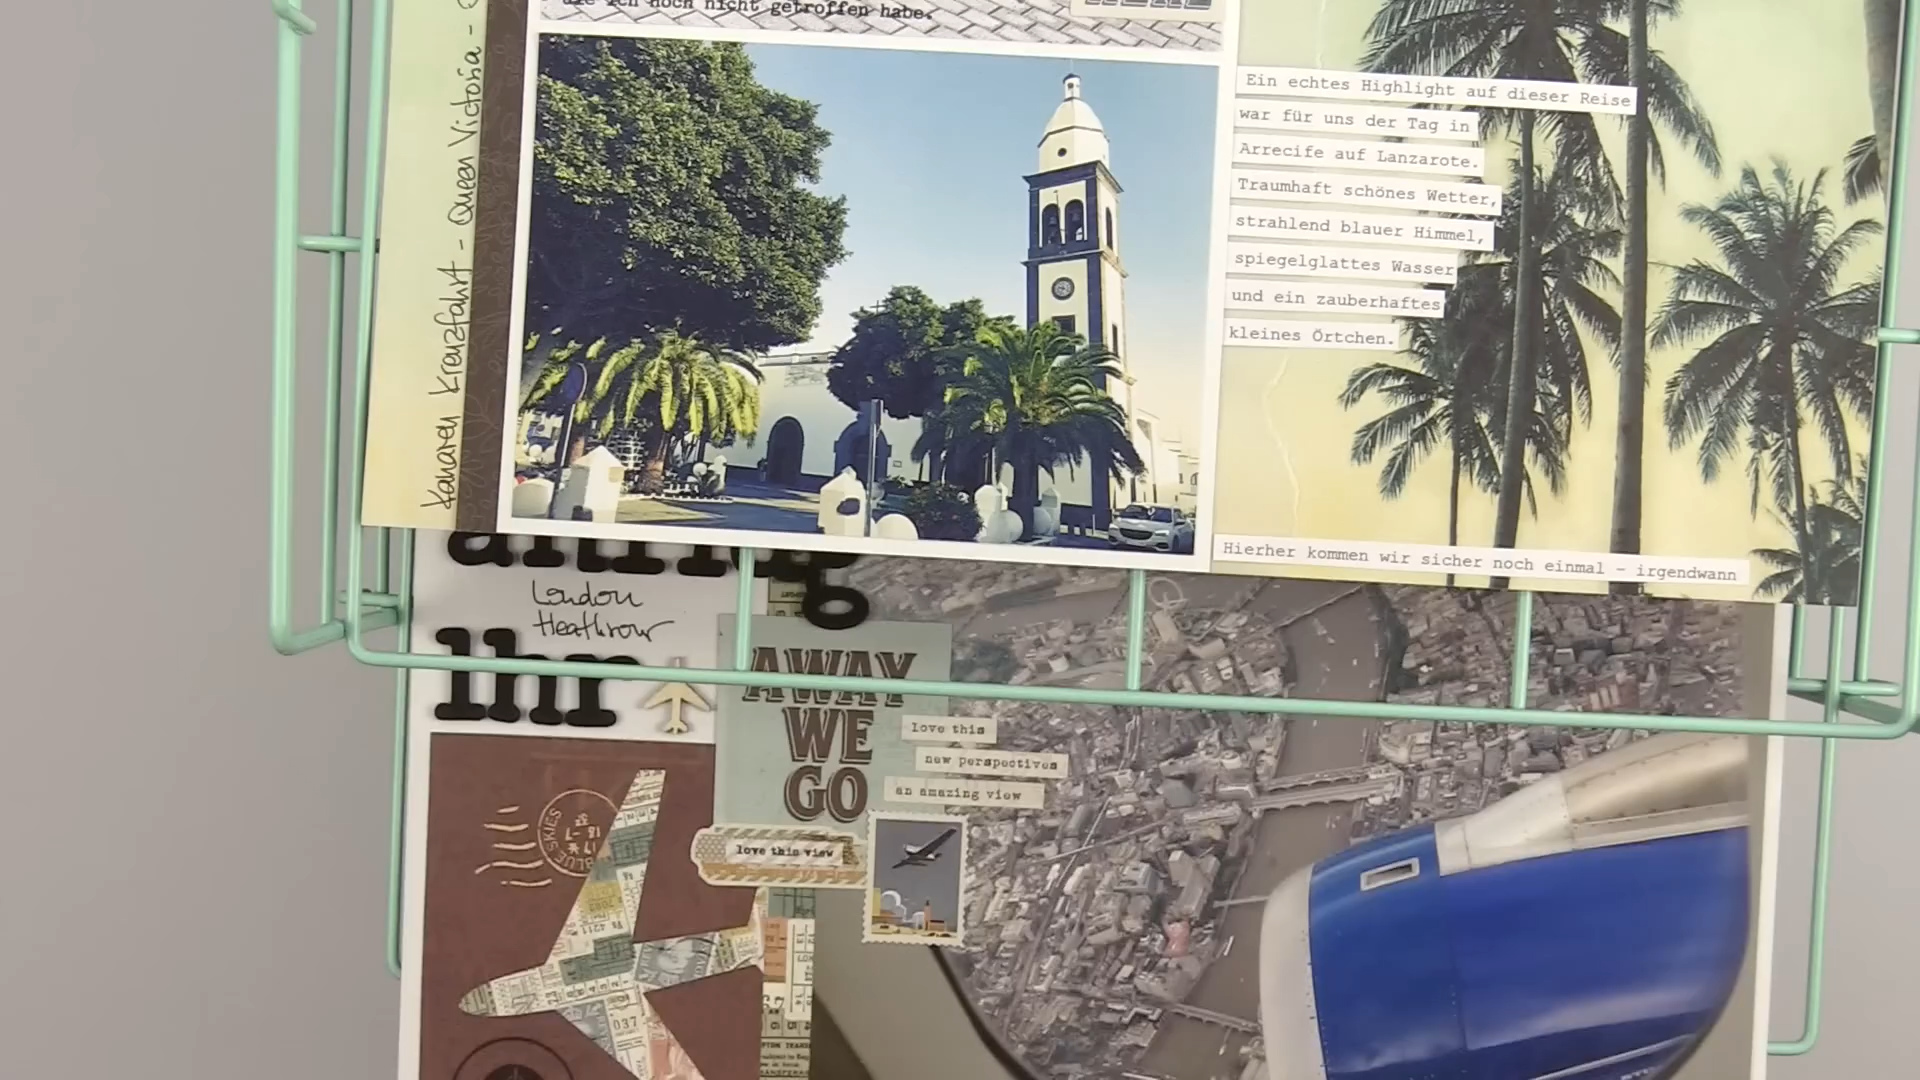 die ich noch nicht getroffen habe.
Kanaren Kreuzfahrt - Queen Victoria -
Ein echtes Highlight auf dieser Reise
war für uns der Tag in
Arrecife auf Lanzarote.
Traumhaft schönes Wetter,
strahlend blauer Himmel,
spiegelglattes Wasser
und ein zauberhaftes
kleines Örtchen.
Hierher kommen wir sicher noch einmal - irgendwann
London
Heathrow
lhr
AWAY
WE
GO
love this
new perspectives
an amazing view
love this view
BLUE SKIES
037